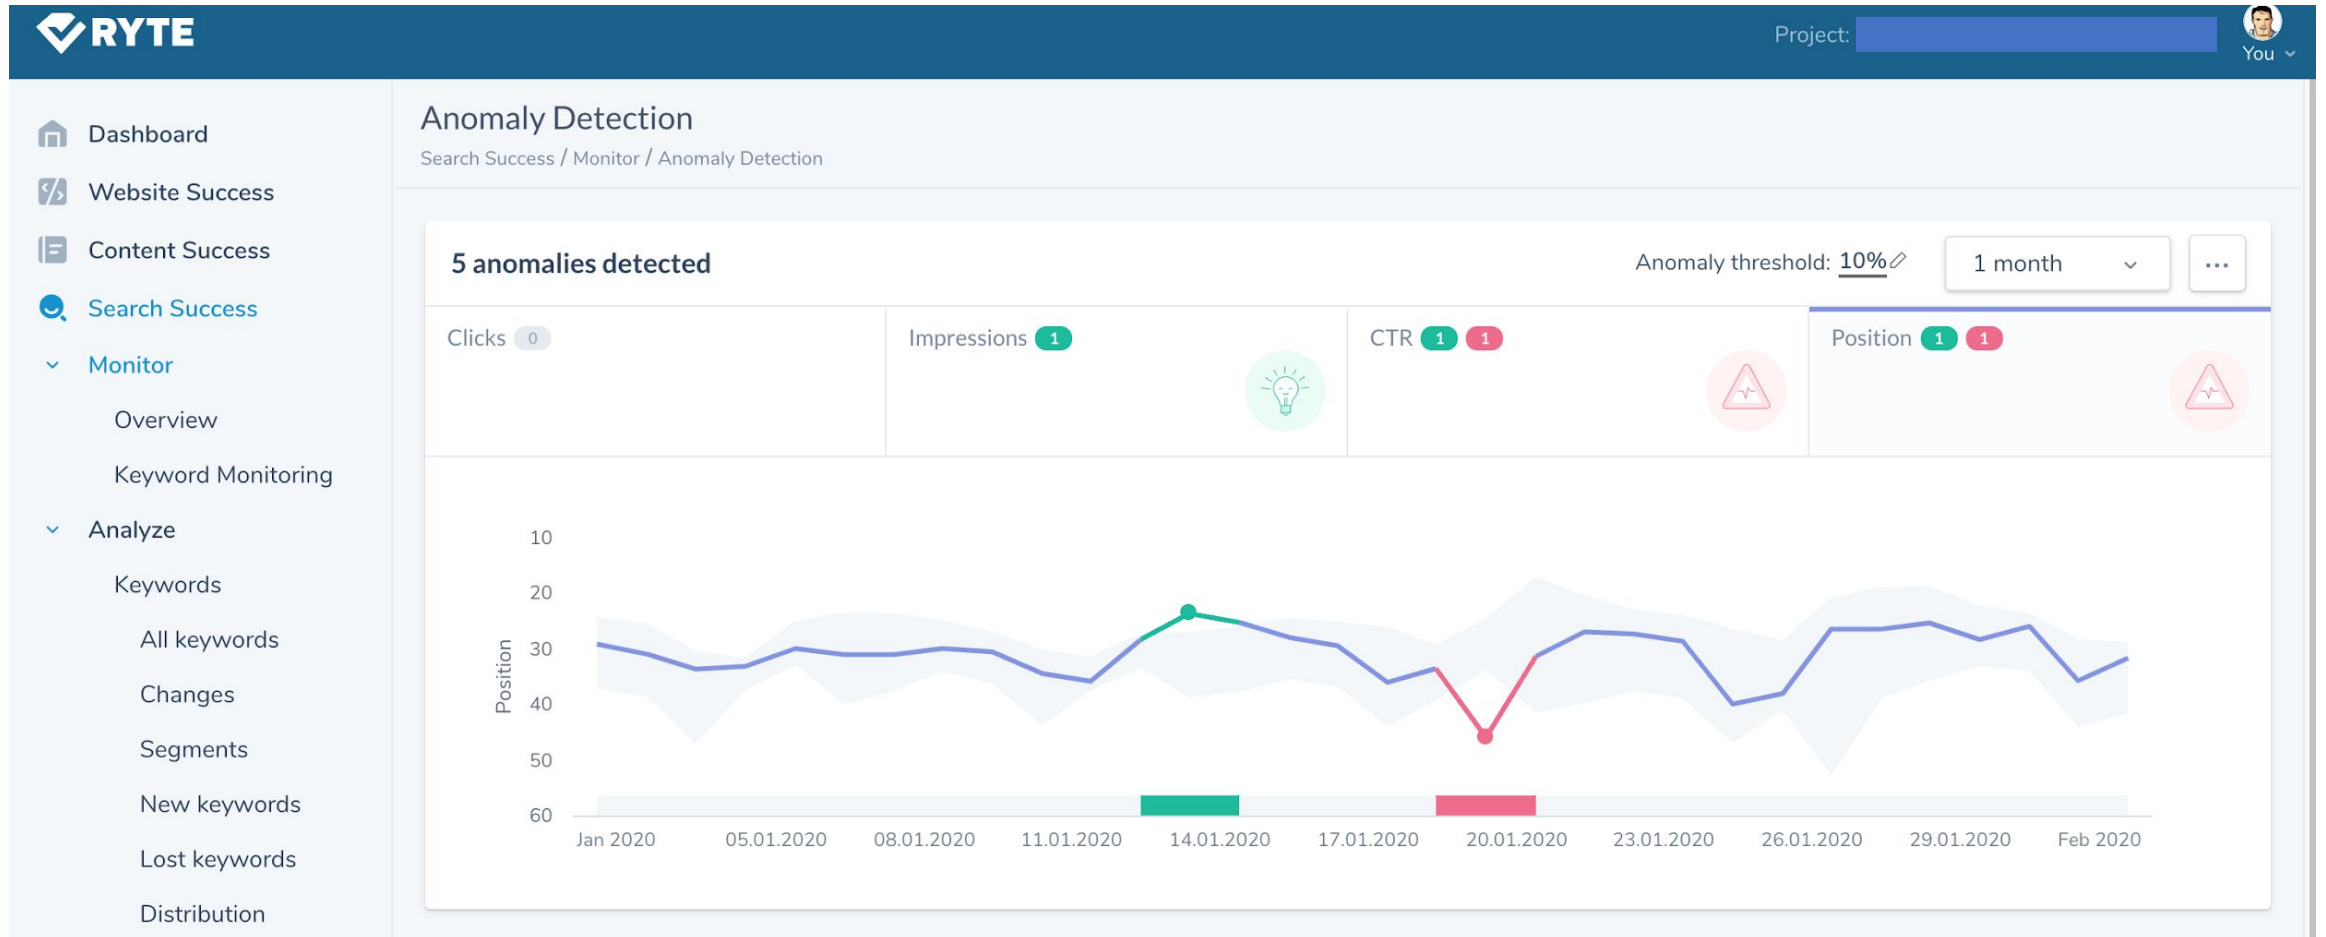 RYTE
Project:
You
Dashboard
Website Success
Content Success
Search Success
Monitor
Overview
Keyword Monitoring
Analyze
Keywords
All keywords
Changes
Segments
New keywords
Lost keywords
Distribution
Anomaly Detection
Search Success / Monitor / Anomaly Detection
5 anomalies detected
Anomaly threshold: 10%
1 month
...
Clicks 0
Impressions 1
CTR 1 1
Position 1 1
Position
10
20
30
40
50
60
Jan 2020 05.01.2020 08.01.2020 11.01.2020 14.01.2020 17.01.2020 20.01.2020 23.01.2020 26.01.2020 29.01.2020 Feb 2020